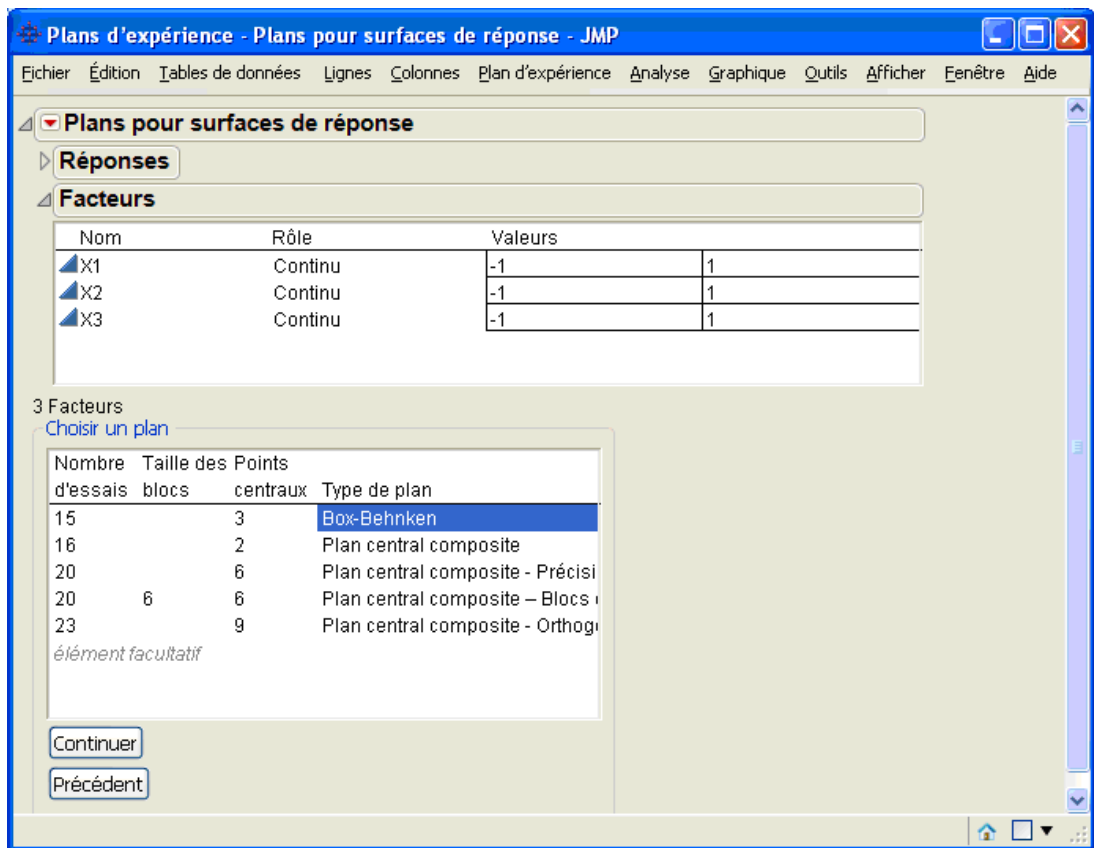 Plans d'expérience - Plans pour surfaces de réponse - JMP
Fichier Édition Tables de données Lignes Colonnes Plan d'expérience Analyse Graphique Outils Afficher Fenêtre Aide
Plans pour surfaces de réponse
Réponses
Facteurs
Nom Rôle Valeurs
X1 Continu -1 1
X2 Continu -1 1
X3 Continu -1 1
3 Facteurs
Choisir un plan
Nombre Taille des Points
d'essais blocs centraux Type de plan
15 3 Box-Behnken
16 2 Plan central composite
20 6 Plan central composite - Précisi
20 6 6 Plan central composite – Blocs
23 9 Plan central composite - Orthog
élément facultatif
Continuer
Précédent